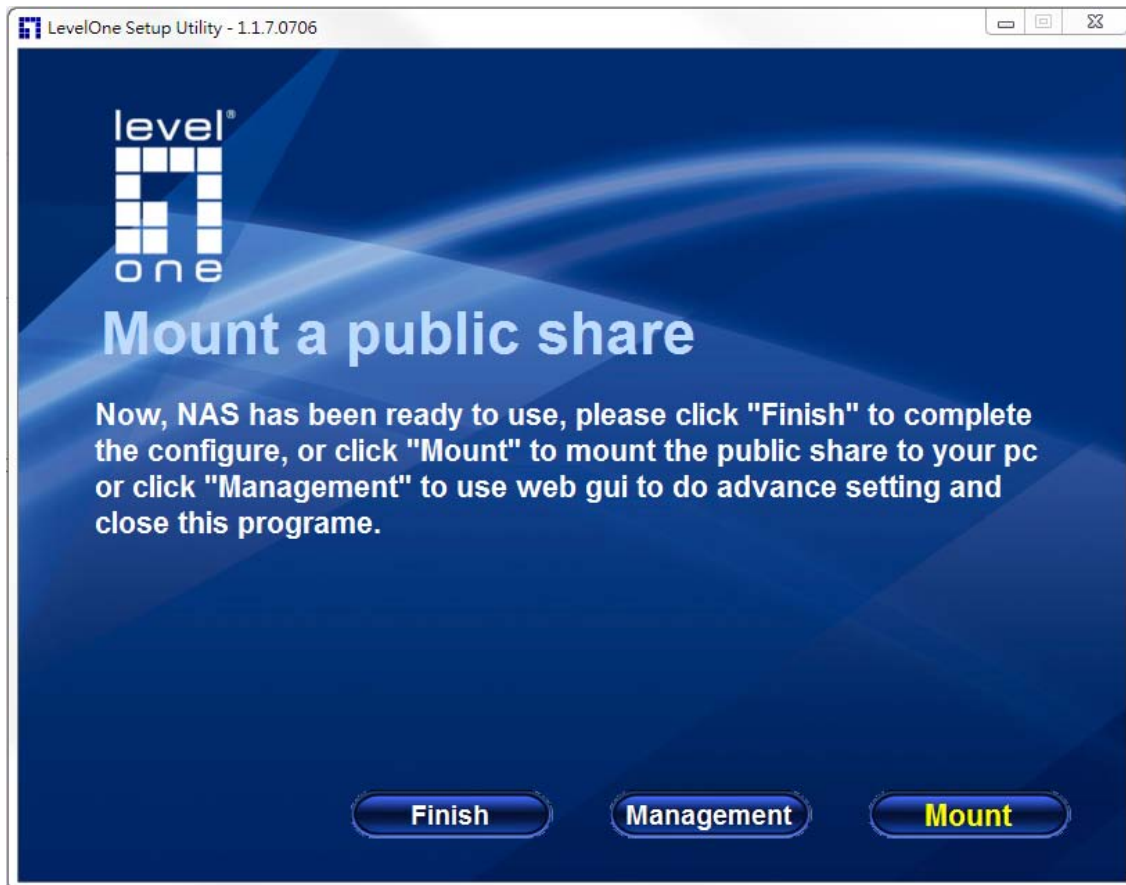 LevelOne Setup Utility - 1.1.7.0706
level®
one
Mount a public share
Now, NAS has been ready to use, please click "Finish" to complete
the configure, or click "Mount" to mount the public share to your pc
or click "Management" to use web gui to do advance setting and
close this programe.
Finish
Management
Mount